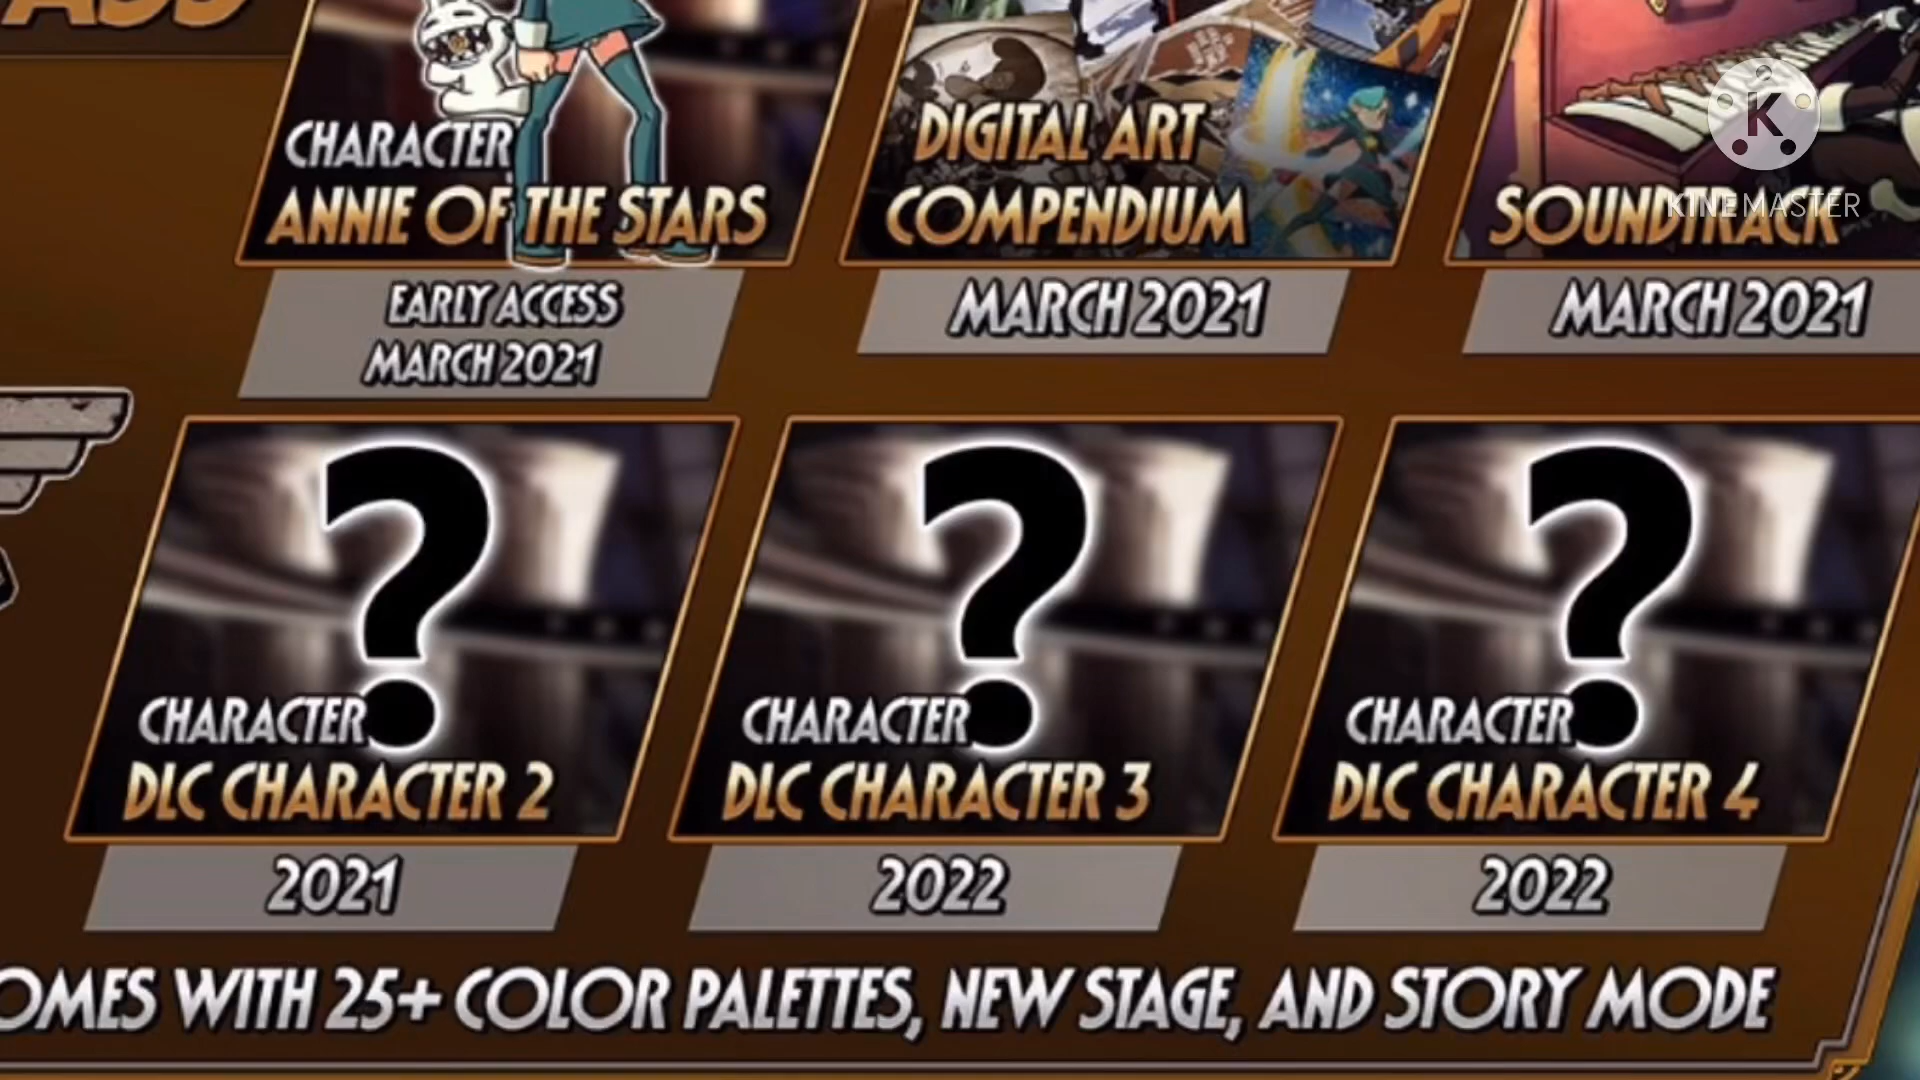 CHARACTER
ANNIE OF THE STARS
EARLY ACCESS
MARCH 2021
DIGITAL ART
COMPENDIUM
MARCH 2021
K
KINEMASTER
SOUNDTRACK
MARCH 2021
?
CHARACTER
DLC CHARACTER 2
2021
?
CHARACTER
DLC CHARACTER 3
2022
?
CHARACTER
DLC CHARACTER 4
2022
OMES WITH 25+ COLOR PALETTES, NEW STAGE, AND STORY MODE